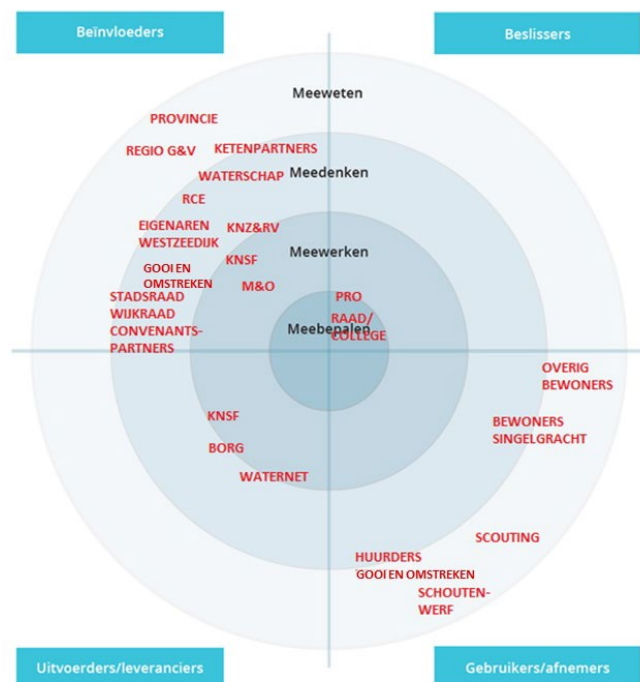 Beïnvloeders
Beslissers
Meeweten
PROVINCIE
REGIO G&V
KETENPARTNERS
WATERSCHAP
Meedenken
RCE
EIGENAREN
WESTZEEDIJK
KNZ&RV
Meewerken
KNSF
GOOI EN
OMSTREKEN
M&O
STADSRAAD
WIJKRAAD
CONVENANTS-
PARTNERS
PRO
RAAD/
COLLEGE
Meebepalen
OVERIG
BEWONERS
KNSF
BEWONERS
SINGELGRACHT
BORG
WATERNET
SCOUTING
HUURDERS
GOOI EN OMSTREKEN
SCHOUTEN-
WERF
Uitvoerders/leveranciers
Gebruikers/afnemers